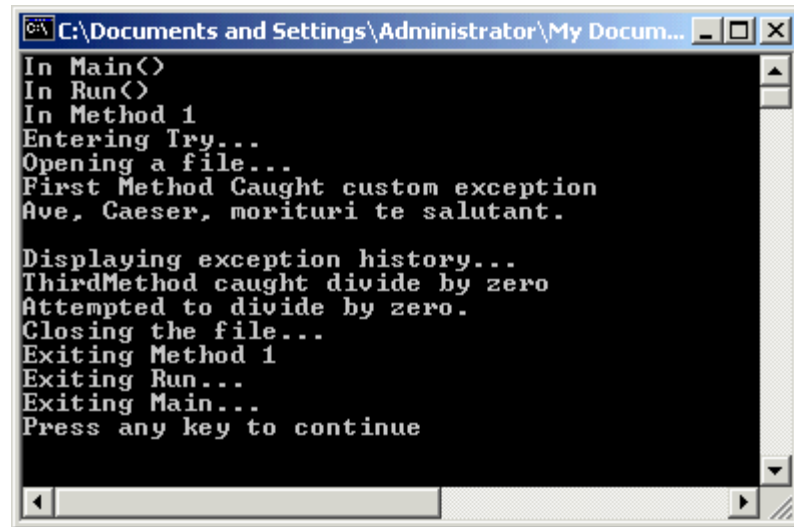 C:\Documents and Settings\Administrator\My Docum...
In Main()
In Run()
In Method 1
Entering Try...
Opening a file...
First Method Caught custom exception
Ave, Caeser, morituri te salutant.
Displaying exception history...
ThirdMethod caught divide by zero
Attempted to divide by zero.
Closing the file...
Exiting Method 1
Exiting Run...
Exiting Main...
Press any key to continue